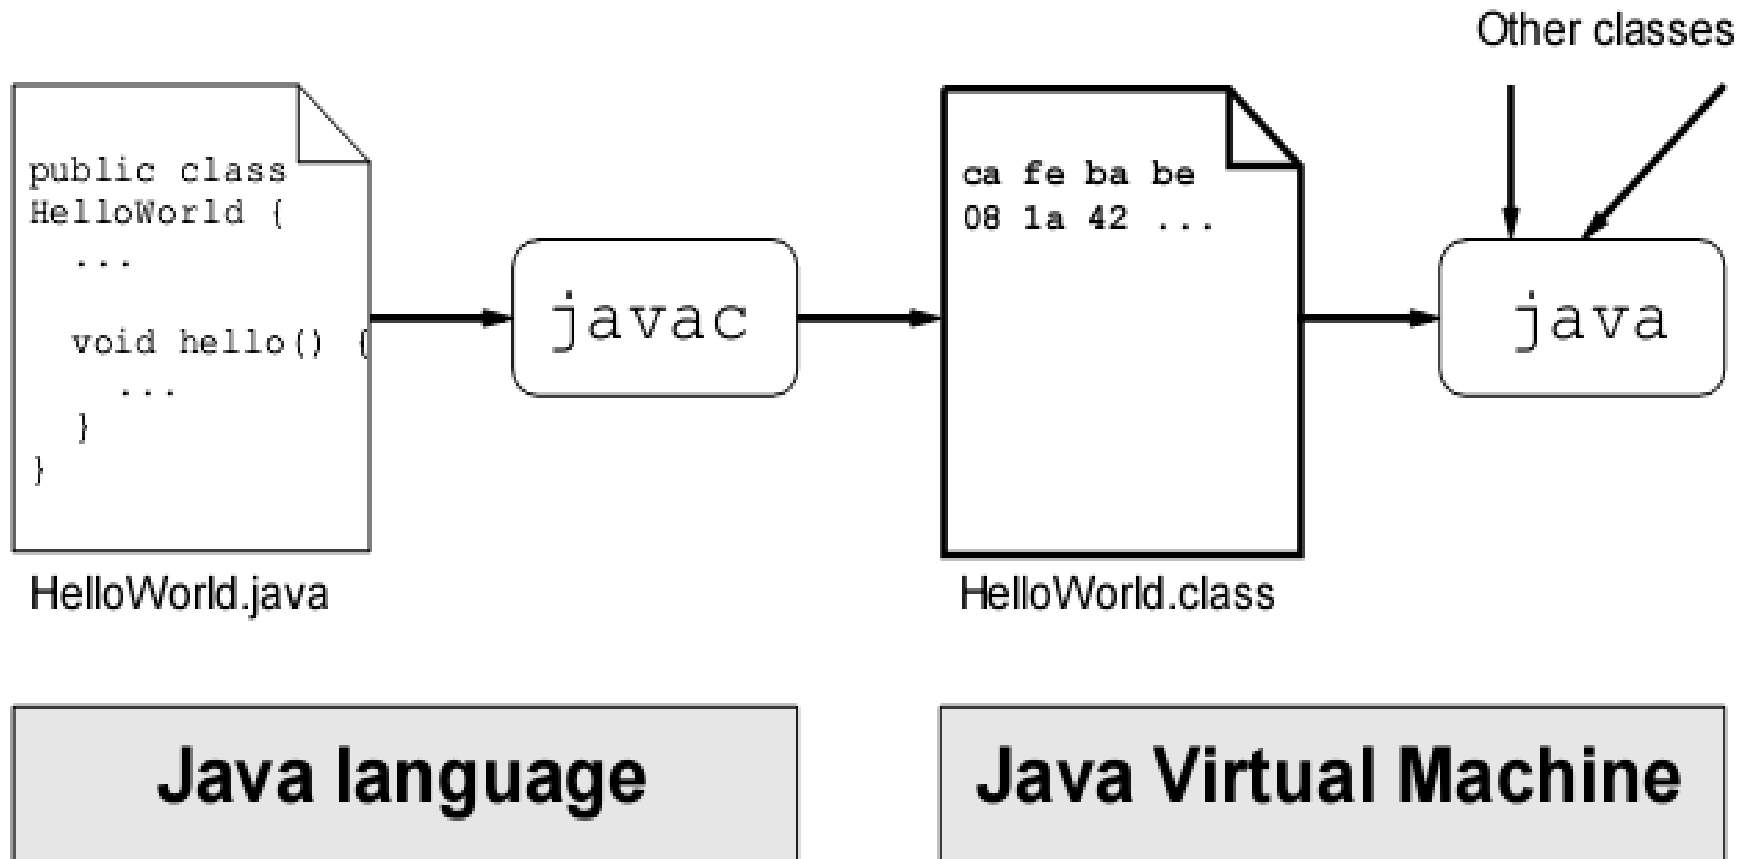 Other classes
public class
HelloWorld {
...
void hello() {
...
}
}
HelloWorld.java
javac
ca fe ba be
08 1a 42 ...
HelloWorld.class
java
Java language
Java Virtual Machine